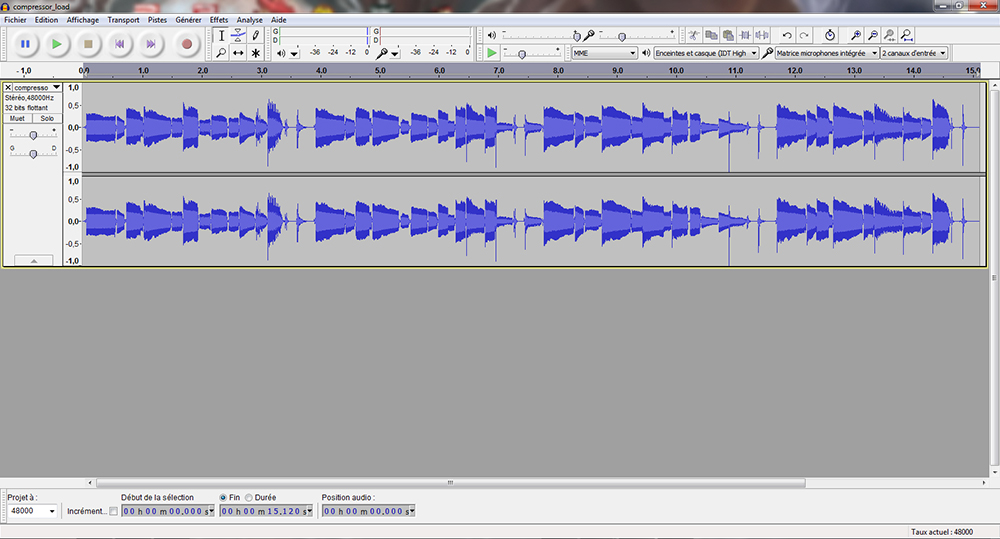 compressor_load
Fichier Edition Affichage Transport Pistes Générer Effets Analyse Aide
G G
D D
-36 -24 -12 0 -36 -24 -12 0
MME Enceintes et casque (IDT High Matrice microphones intégrée 2 canaux d'entrée
- 1,0 0,0 1.0 2.0 3.0 4.0 5.0 6.0 7.0 8.0 9.0 10.0 11.0 12.0 13.0 14.0 15,0
compresso
Stéréo,48000Hz
32 bits flottant
Muet Solo
- +
G D
1,0
0,5-
0,0-
-0,5-
-1,0
1,0
0,5-
0,0-
-0,5-
-1,0
Projet à : Début de la sélection Fin Durée Position audio :
48000 Incrément... 00 h 00 m 00,000 s 00 h 00 m 15,120 s 00 h 00 m 00,000 s
Taux actuel : 48000